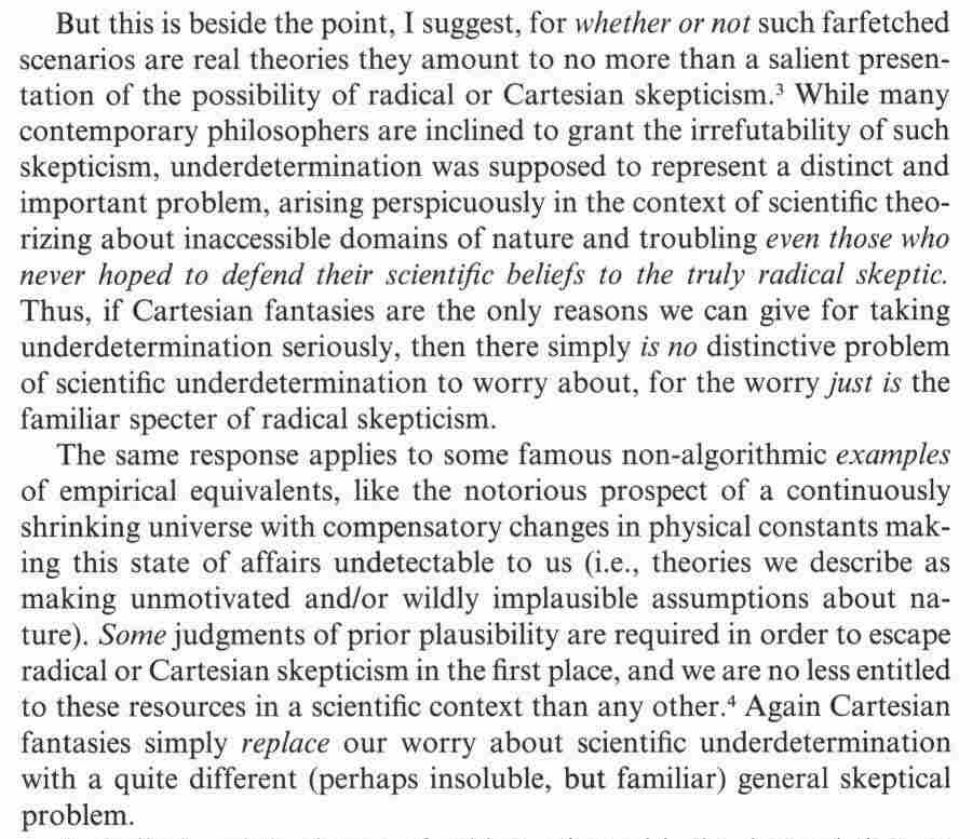 But this is beside the point, I suggest, for whether or not such farfetched
scenarios are real theories they amount to no more than a salient presen-
tation of the possibility of radical or Cartesian skepticism.³ While many
contemporary philosophers are inclined to grant the irrefutability of such
skepticism, underdetermination was supposed to represent a distinct and
important problem, arising perspicuously in the context of scientific theo-
rizing about inaccessible domains of nature and troubling even those who
never hoped to defend their scientific beliefs to the truly radical skeptic.
Thus, if Cartesian fantasies are the only reasons we can give for taking
underdetermination seriously, then there simply is no distinctive problem
of scientific underdetermination to worry about, for the worry just is the
familiar specter of radical skepticism.
The same response applies to some famous non-algorithmic examples
of empirical equivalents, like the notorious prospect of a continuously
shrinking universe with compensatory changes in physical constants mak-
ing this state of affairs undetectable to us (i.e., theories we describe as
making unmotivated and/or wildly implausible assumptions about na-
ture). Some judgments of prior plausibility are required in order to escape
radical or Cartesian skepticism in the first place, and we are no less entitled
to these resources in a scientific context than any other.⁴ Again Cartesian
fantasies simply replace our worry about scientific underdetermination
with a quite different (perhaps insoluble, but familiar) general skeptical
problem.